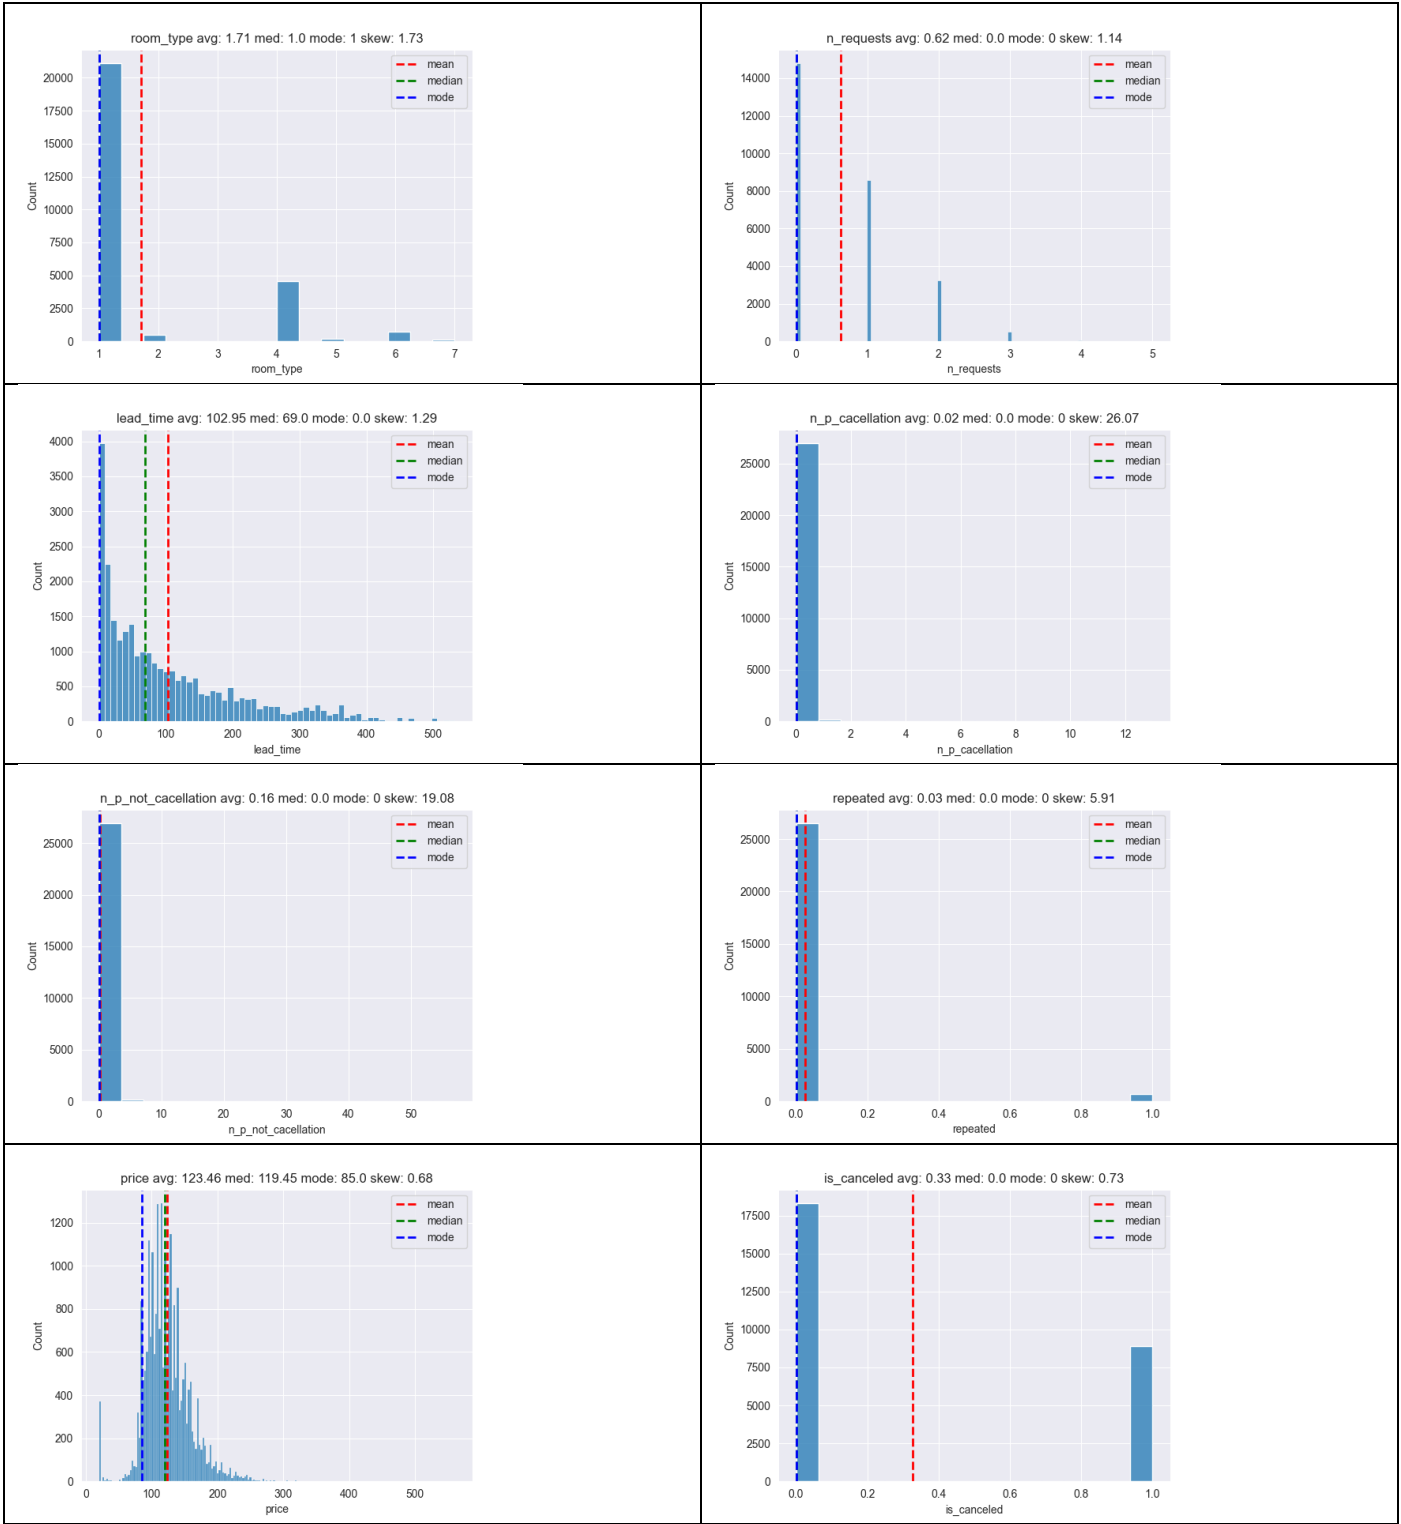 room_type avg: 1.71 med: 1.0 mode: 1 skew: 1.73
mean
median
mode
Count
20000
17500
15000
12500
10000
7500
5000
2500
0
1 2 3 4 5 6 7
room_type
n_requests avg: 0.62 med: 0.0 mode: 0 skew: 1.14
mean
median
mode
Count
14000
12000
10000
8000
6000
4000
2000
0
0 1 2 3 4 5
n_requests
lead_time avg: 102.95 med: 69.0 mode: 0.0 skew: 1.29
mean
median
mode
Count
4000
3500
3000
2500
2000
1500
1000
500
0
0 100 200 300 400 500
lead_time
n_p_cacellation avg: 0.02 med: 0.0 mode: 0 skew: 26.07
mean
median
mode
Count
25000
20000
15000
10000
5000
0
0 2 4 6 8 10 12
n_p_cacellation
n_p_not_cacellation avg: 0.16 med: 0.0 mode: 0 skew: 19.08
mean
median
mode
Count
25000
20000
15000
10000
5000
0
0 10 20 30 40 50
n_p_not_cacellation
repeated avg: 0.03 med: 0.0 mode: 0 skew: 5.91
mean
median
mode
Count
25000
20000
15000
10000
5000
0
0.0 0.2 0.4 0.6 0.8 1.0
repeated
price avg: 123.46 med: 119.45 mode: 85.0 skew: 0.68
mean
median
mode
Count
1200
1000
800
600
400
200
0
0 100 200 300 400 500
price
is_canceled avg: 0.33 med: 0.0 mode: 0 skew: 0.73
mean
median
mode
Count
17500
15000
12500
10000
7500
5000
2500
0
0.0 0.2 0.4 0.6 0.8 1.0
is_canceled